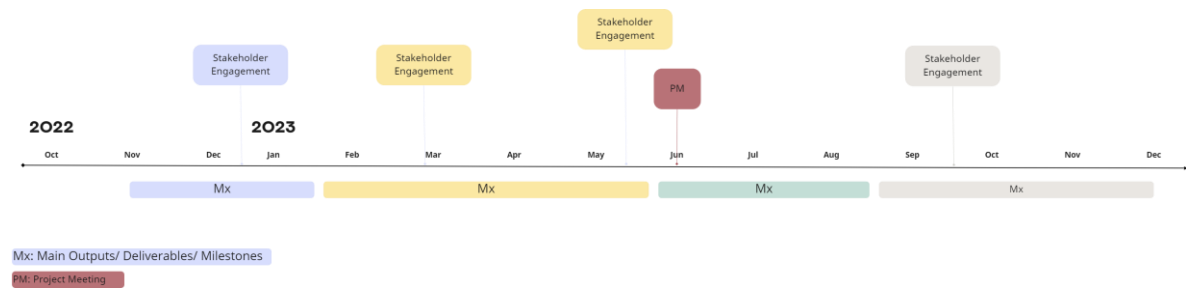 Stakeholder
Engagement
Stakeholder
Engagement
Stakeholder
Engagement
Stakeholder
Engagement
PM
2022
2023
Oct Nov Dec Jan Feb Mar Apr May Jun Jul Aug Sep Oct Nov Dec
Mx Mx Mx Mx
Mx: Main Outputs/ Deliverables/ Milestones
PM: Project Meeting